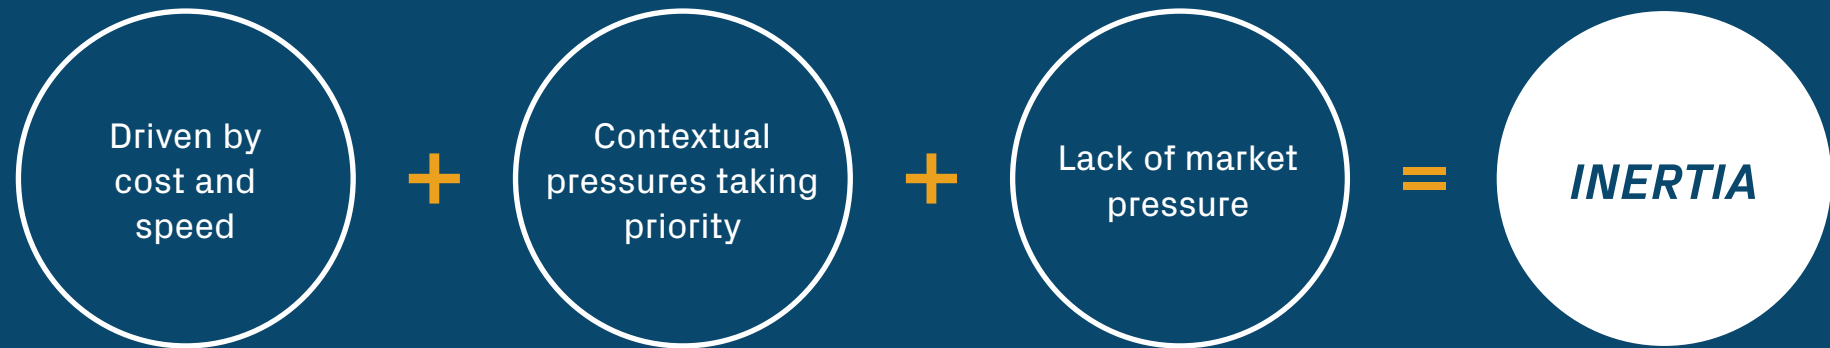 Driven by
cost and
speed
+
Contextual
pressures taking
priority
+
Lack of market
pressure
=
INERTIA